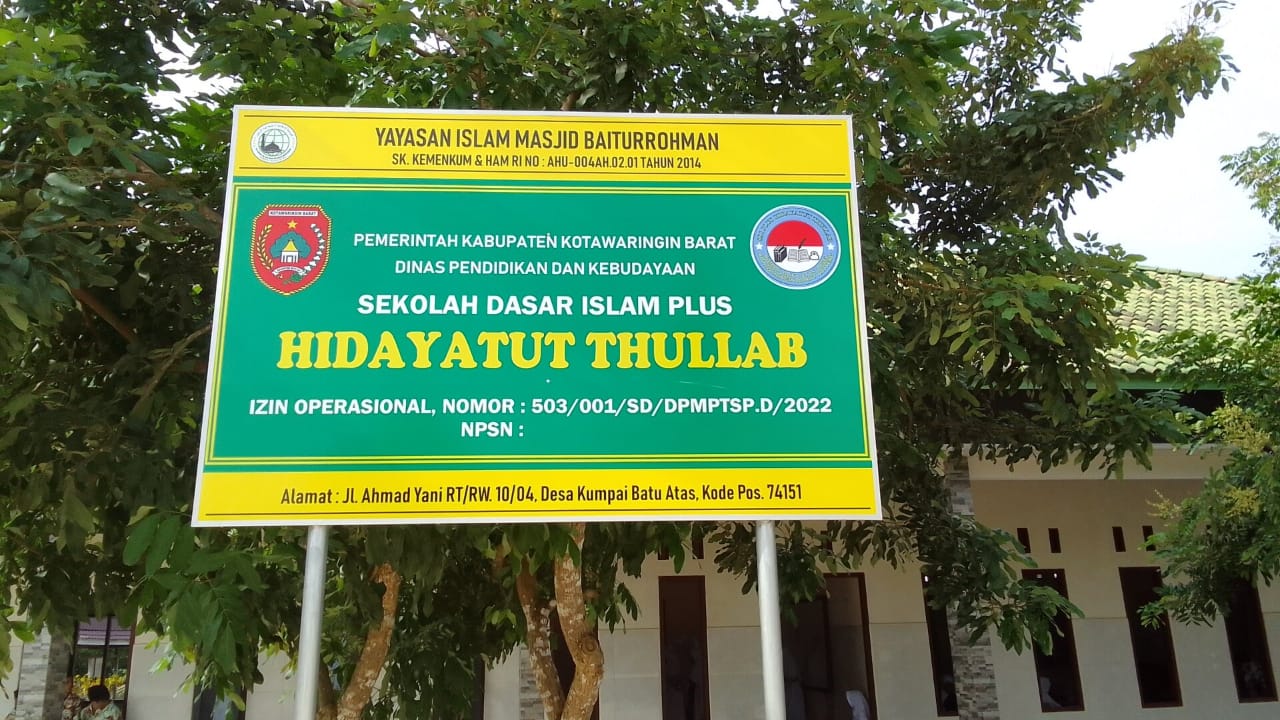 YAYASAN ISLAM MASJID BAITURROHMAN
SK. KEMENKUM & HAM RI NO : AHU-004AH.02.01 TAHUN 2014
KOTAWARINGIN BARAT
PEMERINTAH KABUPATEN KOTAWARINGIN BARAT
DINAS PENDIDIKAN DAN KEBUDAYAAN
SEKOLAH DASAR ISLAM PLUS
HIDAYATUT THULLAB
IZIN OPERASIONAL, NOMOR : 503/001/SD/DPMPTSP.D/2022
NPSN :
Alamat : Jl. Ahmad Yani RT/RW. 10/04, Desa Kumpai Batu Atas, Kode Pos. 74151